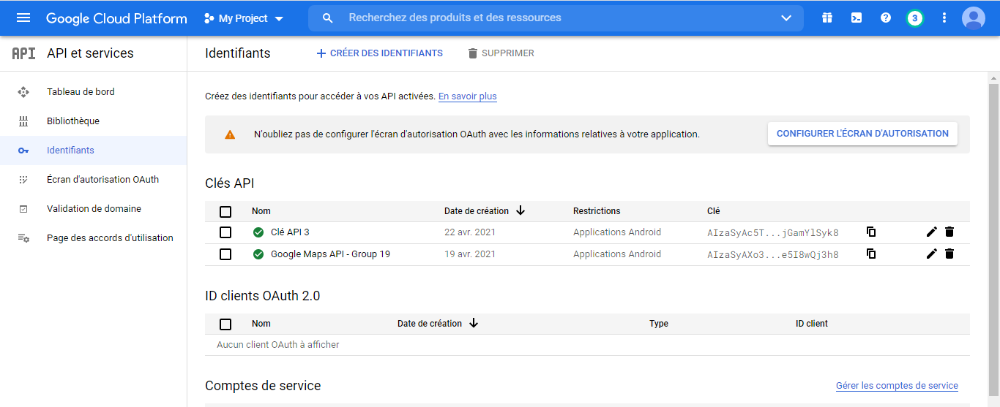 Google Cloud Platform
My Project
Recherchez des produits et des ressources
3
API
API et services
Identifiants
CRÉER DES IDENTIFIANTS
SUPPRIMER
Tableau de bord
Bibliothèque
Identifiants
Écran d'autorisation OAuth
Validation de domaine
Page des accords d'utilisation
Créez des identifiants pour accéder à vos API activées. En savoir plus
N'oubliez pas de configurer l'écran d'autorisation OAuth avec les informations relatives à votre application.
CONFIGURER L'ÉCRAN D'AUTORISATION
Clés API
Nom Date de création Restrictions Clé
Clé API 3 22 avr. 2021 Applications Android AIzaSyAc5T...jGamYlSyk8
Google Maps API - Group 19 19 avr. 2021 Applications Android AIzaSyAXo3...e5I8wQj3h8
ID clients OAuth 2.0
Nom Date de création Type ID client
Aucun client OAuth à afficher
Comptes de service
Gérer les comptes de service